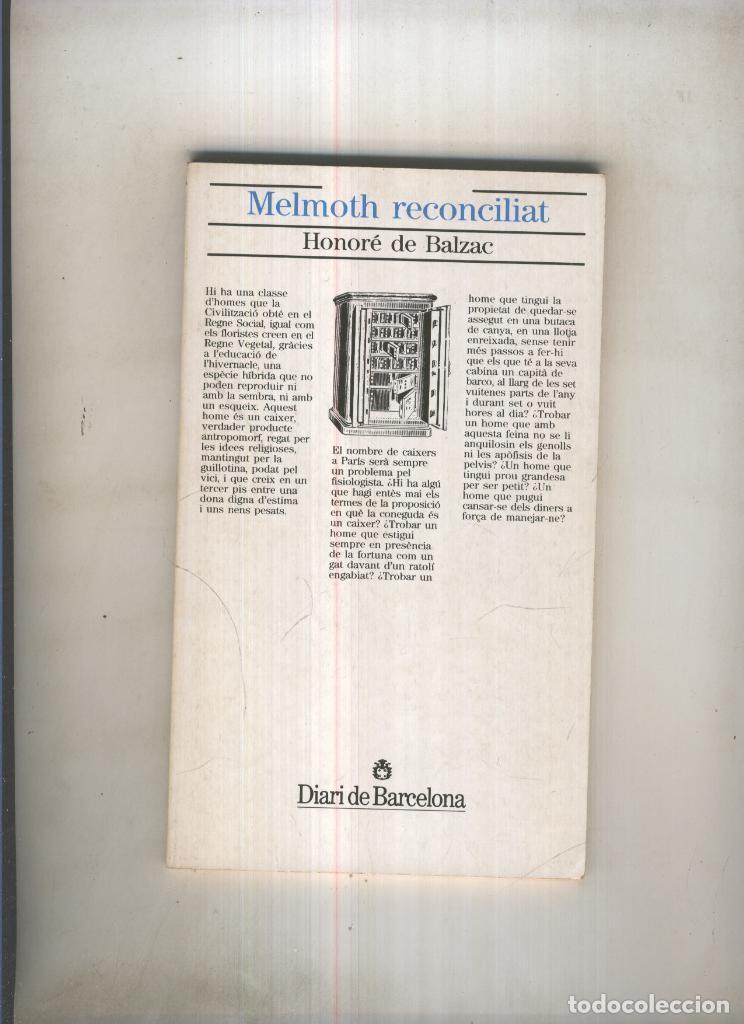 Melmoth reconciliat
Honoré de Balzac
Hi ha una classe
d'homes que la
Civilització obté en el
Regne Social, igual com
els floristes creen en el
Regne Vegetal, gràcies
a l'educació de
l'hivernacle, una
espècie híbrida que no
poden reproduir ni
amb la sembra, ni amb
un esqueix. Aquest
home és un caixer,
verdader producte
antropomorf, regat per
les idees religioses,
mantingut per la
guillotina, podat pel
vici, i que creix en un
tercer pis entre una
dona digna d'estima
i uns nens pesats.
El nombre de caixers
a París serà sempre
un problema pel
fisiologista. ¿Hi ha algú
que hagi entès mai els
termes de la proposició
en què la coneguda és
un caixer? ¿Trobar un
home que estigui
sempre en presència
de la fortuna com un
gat davant d'un ratolí
engabiat? ¿Trobar un
home que tingui la
propietat de quedar-se
assegut en una butaca
de canya, en una llotja
enreixada, sense tenir
més passos a fer-hi
que els que té a la seva
cabina un capità de
barco, al llarg de les set
vuitenes parts de l'any
i durant set o vuit
hores al dia? ¿Trobar
un home que amb
aquesta feina no se li
anquilosin els genolls
ni les apòfisis de la
pelvis? ¿Un home que
tingui prou grandesa
per ser petit? ¿Un
home que pugui
cansar-se dels diners a
força de manejar-ne?
Diari de Barcelona
todocoleccion